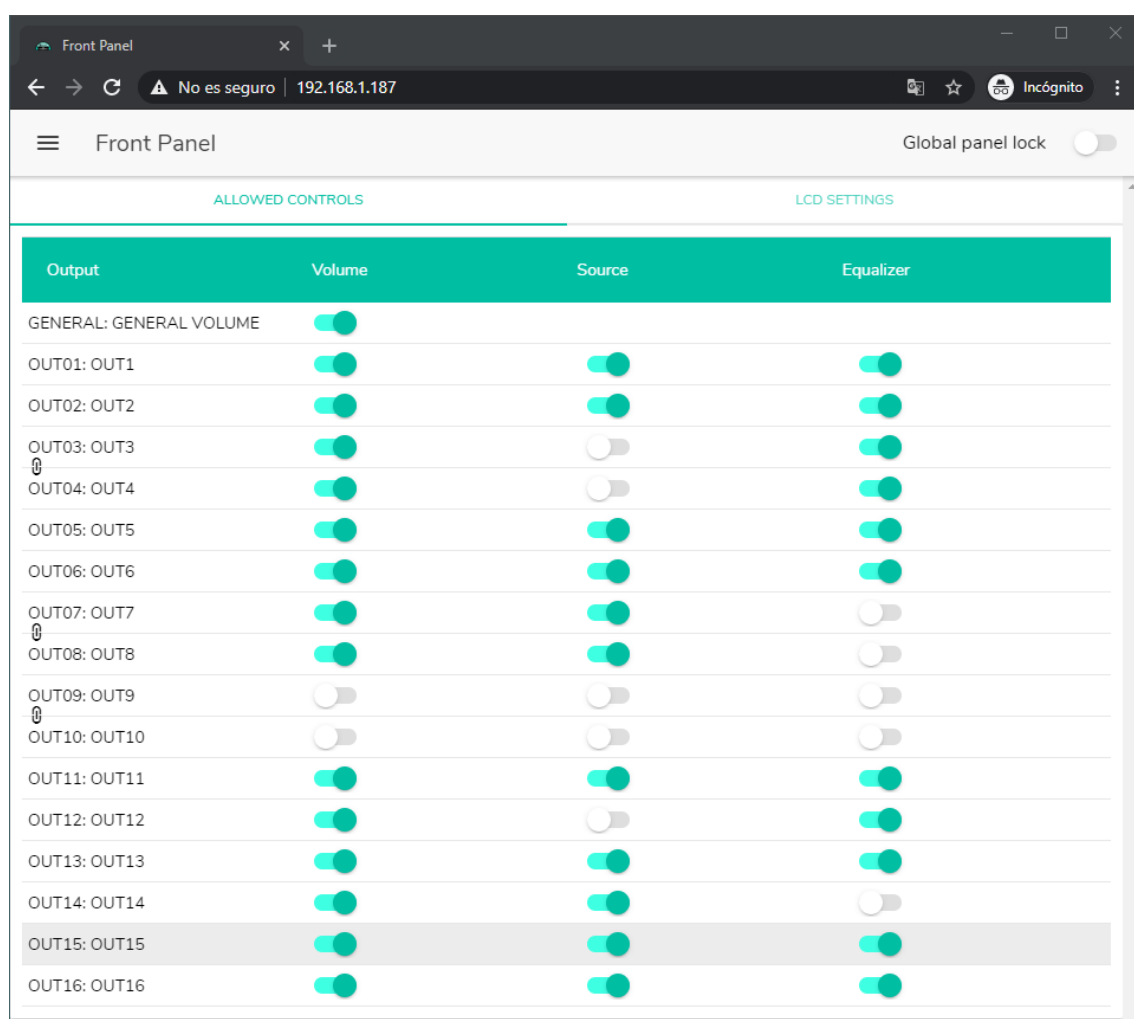 Front Panel
No es seguro 192.168.1.187 Incógnito
Front Panel Global panel lock
ALLOWED CONTROLS LCD SETTINGS
Output Volume Source Equalizer
GENERAL: GENERAL VOLUME
OUT01: OUT1
OUT02: OUT2
OUT03: OUT3
OUT04: OUT4
OUT05: OUT5
OUT06: OUT6
OUT07: OUT7
OUT08: OUT8
OUT09: OUT9
OUT10: OUT10
OUT11: OUT11
OUT12: OUT12
OUT13: OUT13
OUT14: OUT14
OUT15: OUT15
OUT16: OUT16